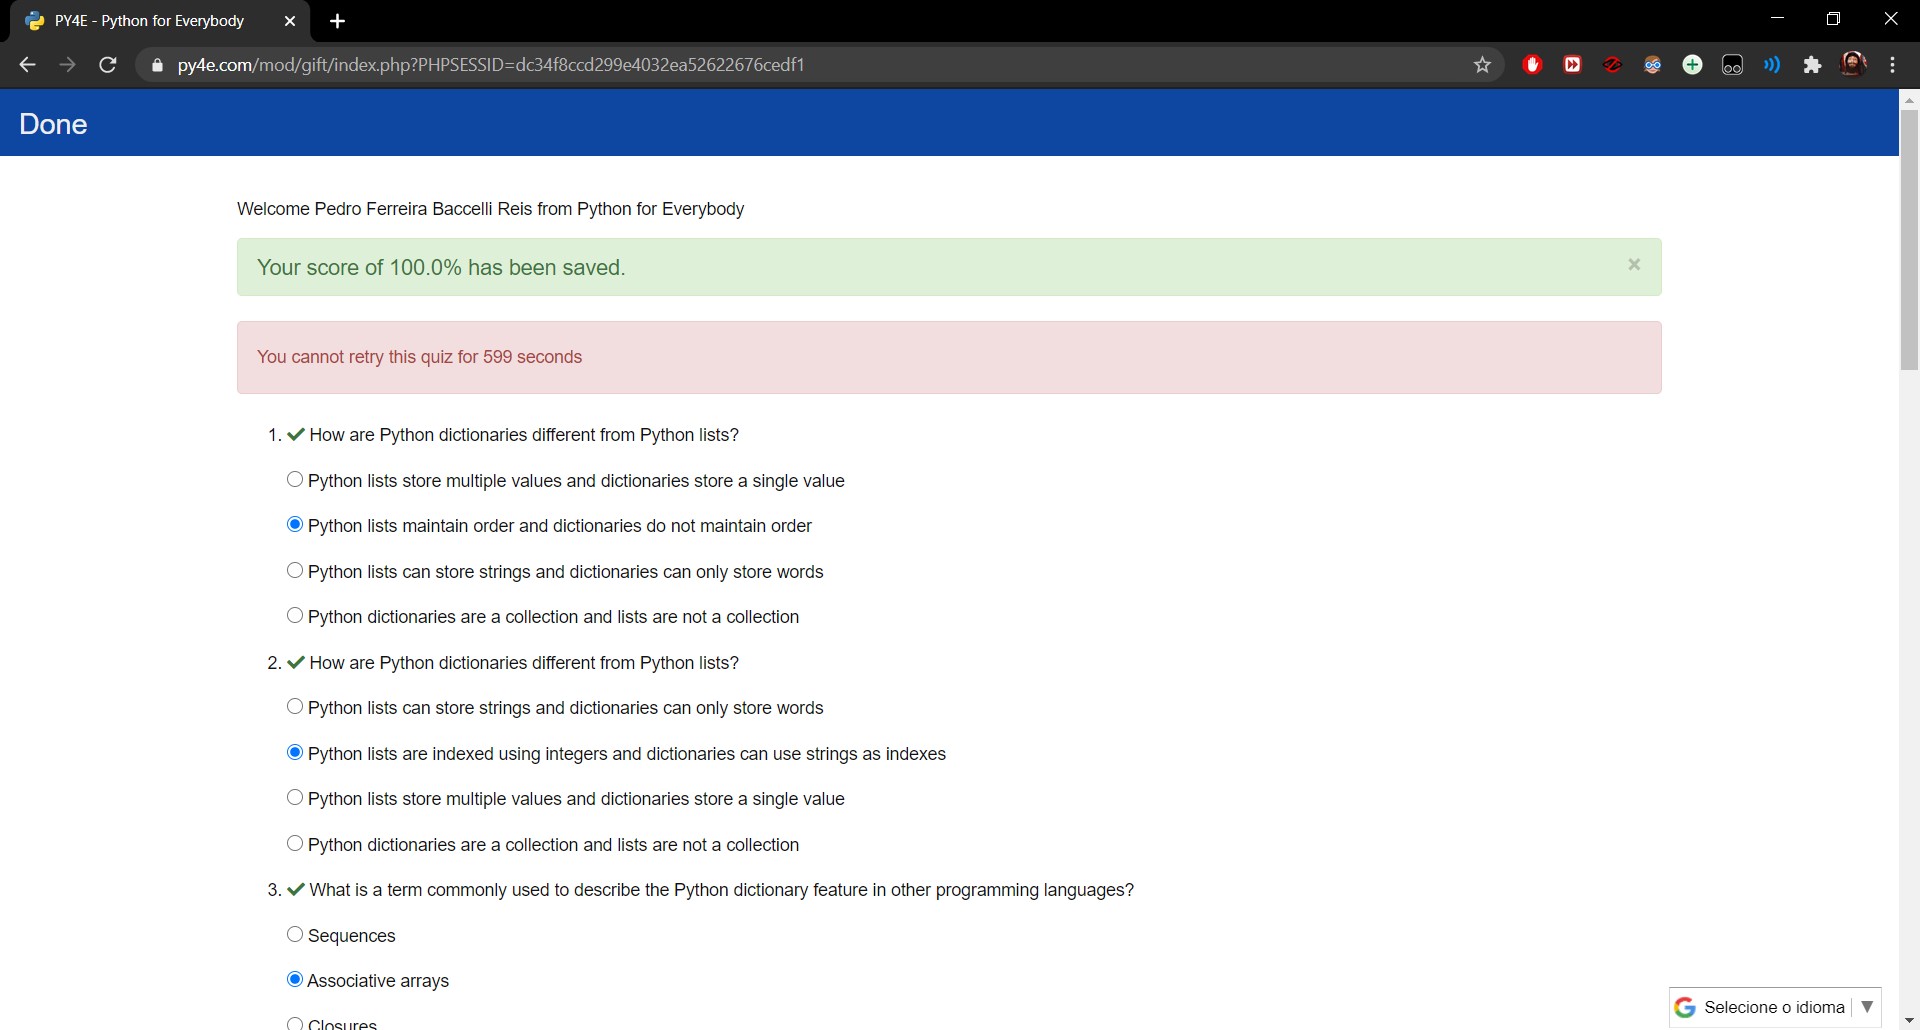 PY4E - Python for Everybody
py4e.com/mod/gift/index.php?PHPSESSID=dc34f8ccd299e4032ea52622676cedf1
Done
Welcome Pedro Ferreira Baccelli Reis from Python for Everybody
Your score of 100.0% has been saved.
You cannot retry this quiz for 599 seconds
1. How are Python dictionaries different from Python lists?
Python lists store multiple values and dictionaries store a single value
Python lists maintain order and dictionaries do not maintain order
Python lists can store strings and dictionaries can only store words
Python dictionaries are a collection and lists are not a collection
2. How are Python dictionaries different from Python lists?
Python lists can store strings and dictionaries can only store words
Python lists are indexed using integers and dictionaries can use strings as indexes
Python lists store multiple values and dictionaries store a single value
Python dictionaries are a collection and lists are not a collection
3. What is a term commonly used to describe the Python dictionary feature in other programming languages?
Sequences
Associative arrays
Closures
Selecione o idioma